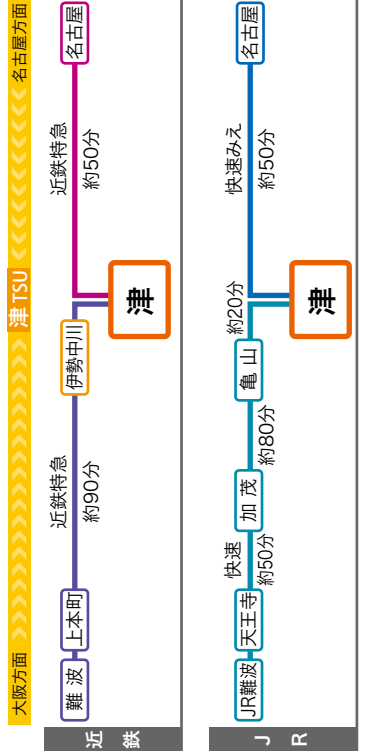 大阪方面
津 TSU
名古屋方面
近鉄
難波
上本町
近鉄特急
約90分
伊勢中川
津
近鉄特急
約50分
名古屋
JR
JR難波
天王寺
快速
約50分
加茂
約80分
亀山
約20分
津
快速みえ
約50分
名古屋